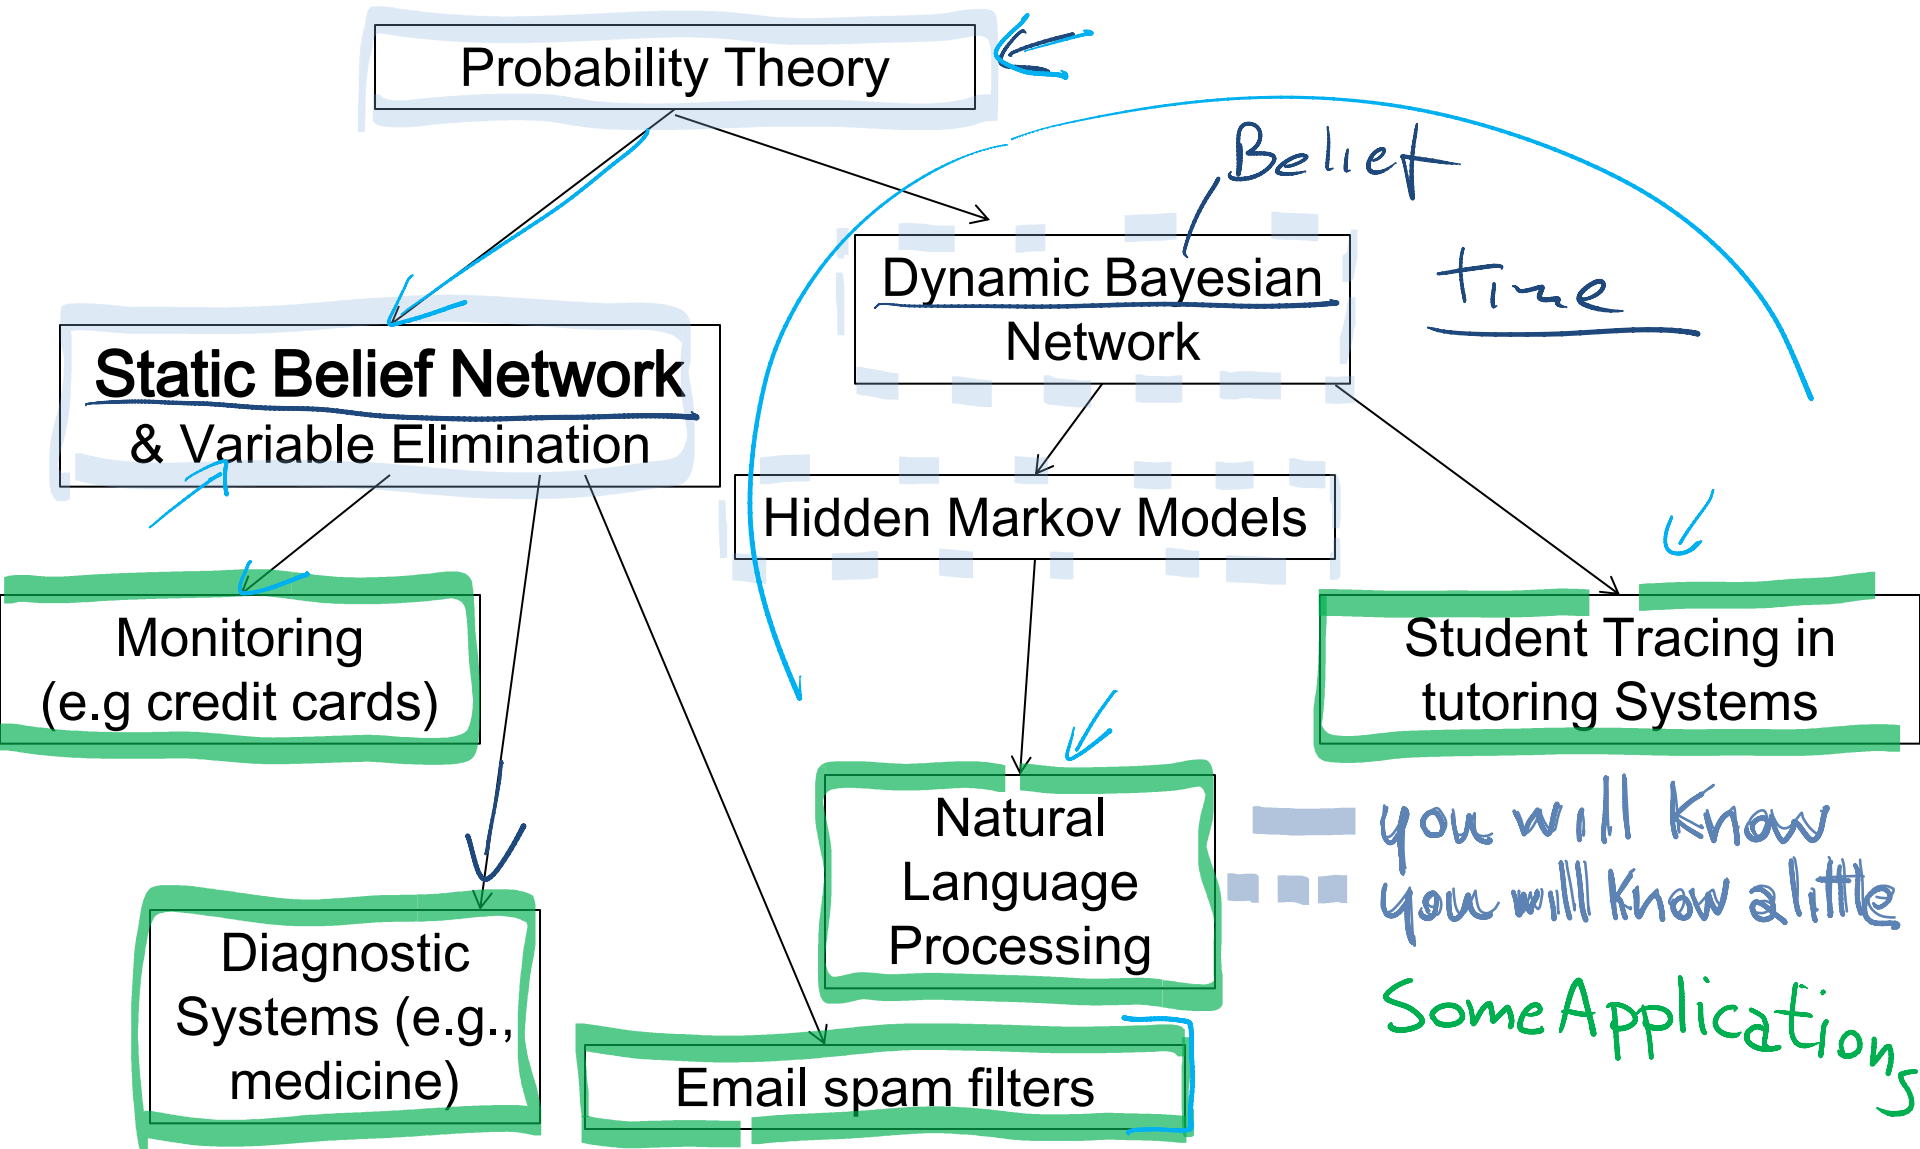 Probability Theory
Belief
Dynamic Bayesian
Network
time
Static Belief Network
& Variable Elimination
Hidden Markov Models
Monitoring
(e.g credit cards)
Student Tracing in
tutoring Systems
Natural
Language
Processing
you will Know
you will Know a little
Diagnostic
Systems (e.g.,
medicine)
Some Applications
Email spam filters